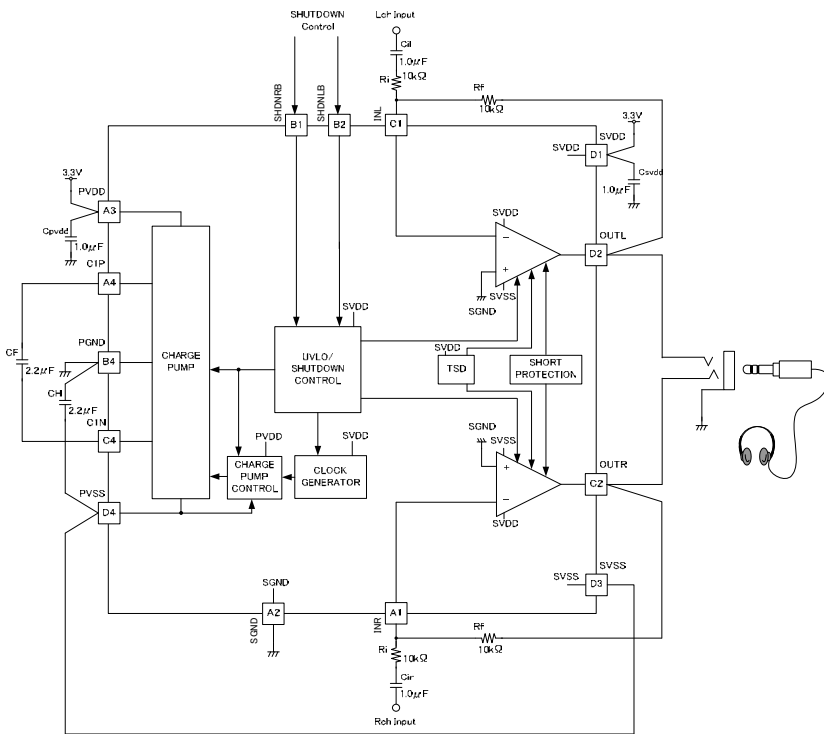 SHUTDOWN
Control
Lch Input
Cil
1.0μF
Ri
10kΩ
Rf
10kΩ
SHDNRB
SHDNLB
INL
B1
B2
C1
3.3V
SVDD
SVDD
D1
Csvdd
1.0μF
3.3V
PVDD
A3
Cpvdd
1.0μF
C1P
A4
SVDD
−
+
SVSS
SGND
OUTL
D2
PGND
B4
CF
2.2μF
CH
2.2μF
C1N
C4
CHARGE
PUMP
SVDD
UVLO/
SHUTDOWN
CONTROL
SVDD
TSD
SHORT
PROTECTION
PVDD
SVDD
CHARGE
PUMP
CONTROL
CLOCK
GENERATOR
SGND
SVSS
+
−
SVDD
OUTR
C2
PVSS
D4
SVSS
SVSS
D3
SGND
A2
SGND
A1
INR
Rf
10kΩ
Ri
10kΩ
Cir
1.0μF
Rch Input